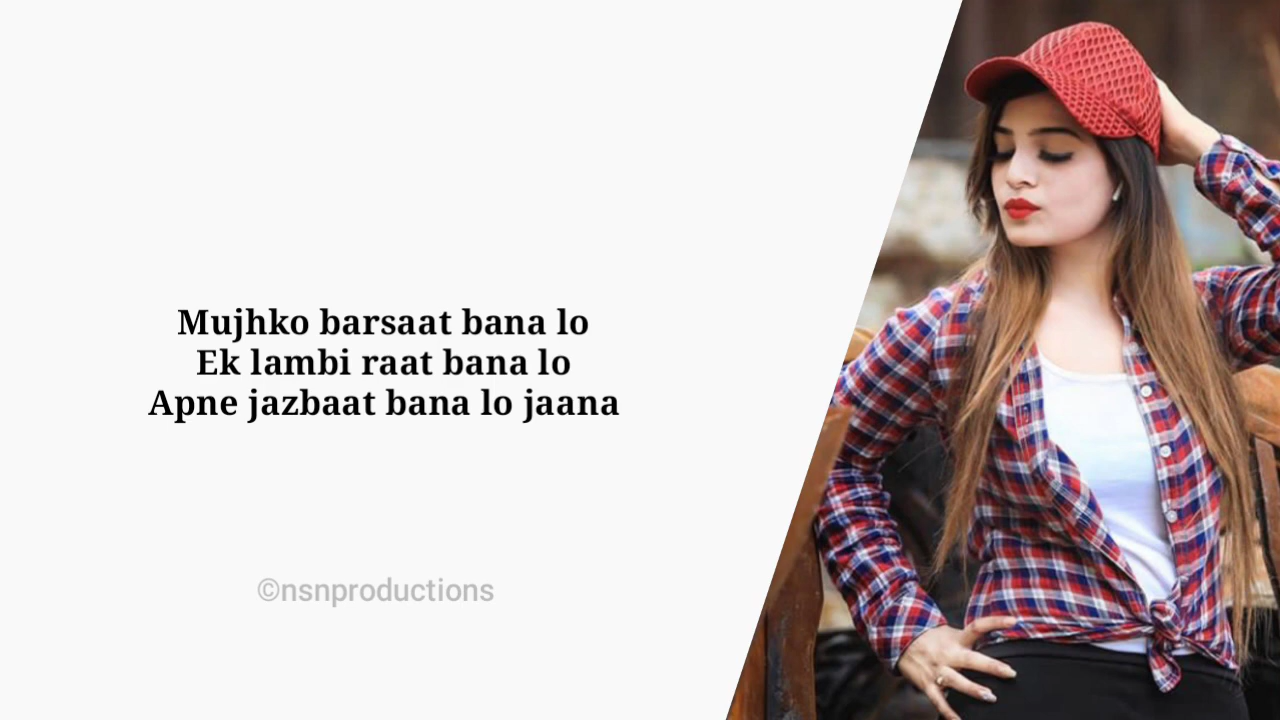 Mujhko barsaat bana lo
Ek lambi raat bana lo
Apne jazbaat bana lo jaana
©nsnproductions